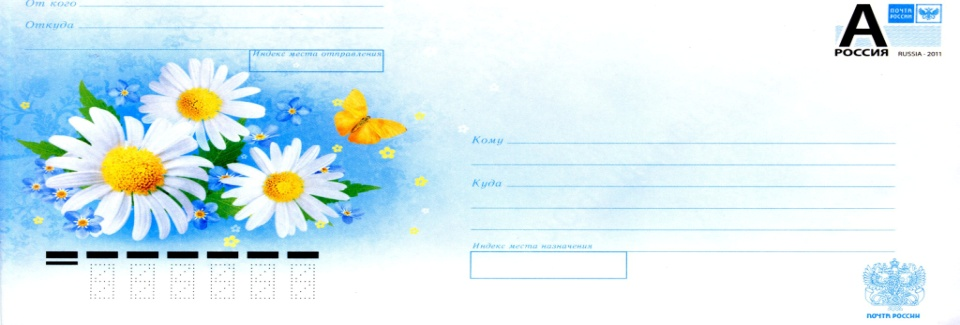 От кого
Откуда
Индекс места отправления
ПОЧТА
РОССИИ
А
РОССИЯ
RUSSIA · 2011
Кому
Куда
Индекс места назначения
ПОЧТА РОССИИ